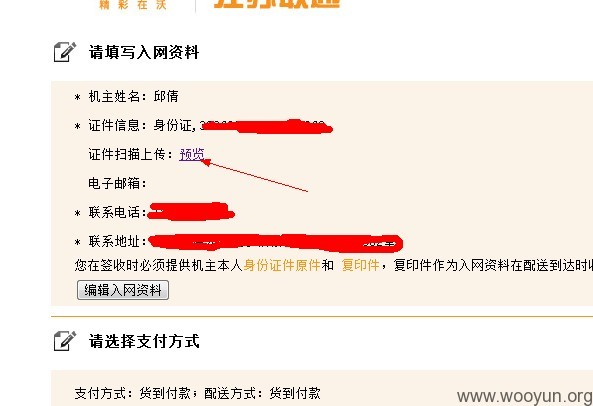 精彩在沃
江苏联通
请填写入网资料
* 机主姓名：邱倩
* 证件信息：身份证,
证件扫描上传：预览
电子邮箱：
* 联系电话：
* 联系地址：
您在签收时必须提供机主本人身份证件原件和 复印件，复印件作为入网资料在配送到达时收
编辑入网资料
请选择支付方式
支付方式：货到付款；配送方式：货到付款
www.wooyun.org